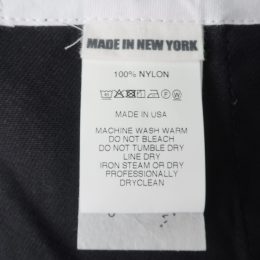 MADE IN NEW YORK
100% NYLON
MADE IN USA
MACHINE WASH WARM
DO NOT BLEACH
DO NOT TUMBLE DRY
LINE DRY
IRON STEAM OR DRY
PROFESSIONALLY
DRYCLEAN